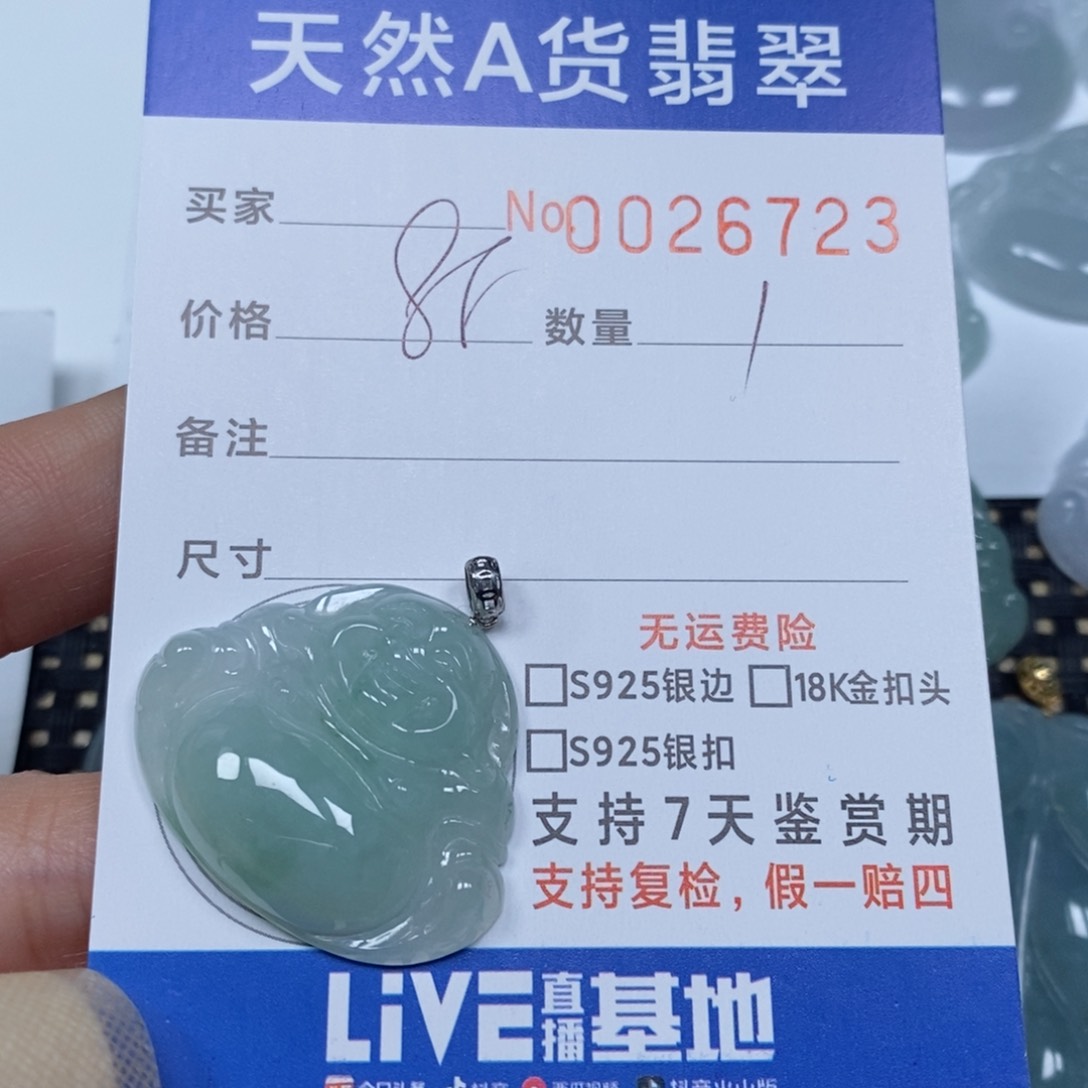 天然A货翡翠
买家 No 0026723
价格 数量 1
备注
尺寸
无运费险
□S925银边 □18K金扣头
□S925银扣
支持7天鉴赏期
支持复检，假一赔四
LiVE直播基地